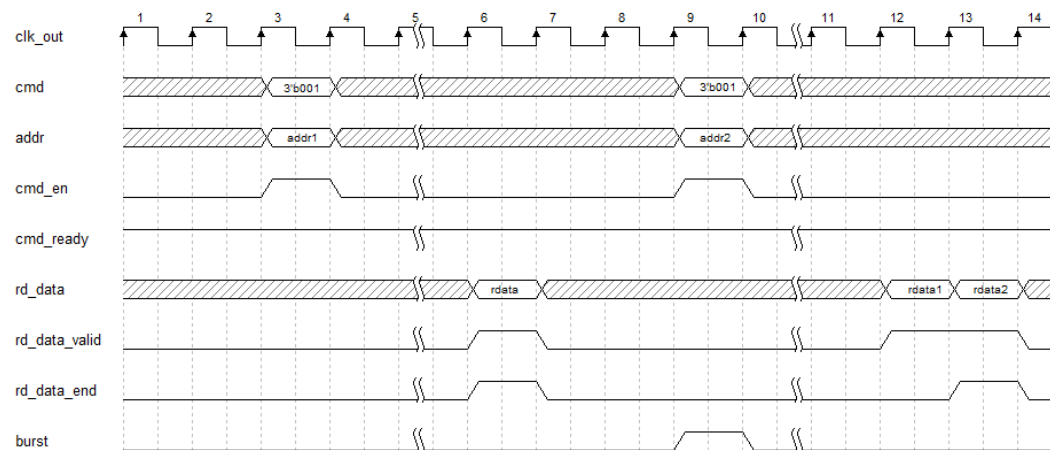 1 2 3 4 5 6 7 8 9 10 11 12 13 14
clk_out
cmd 3'b001 3'b001
addr addr1 addr2
cmd_en
cmd_ready
rd_data rdata rdata1 rdata2
rd_data_valid
rd_data_end
burst